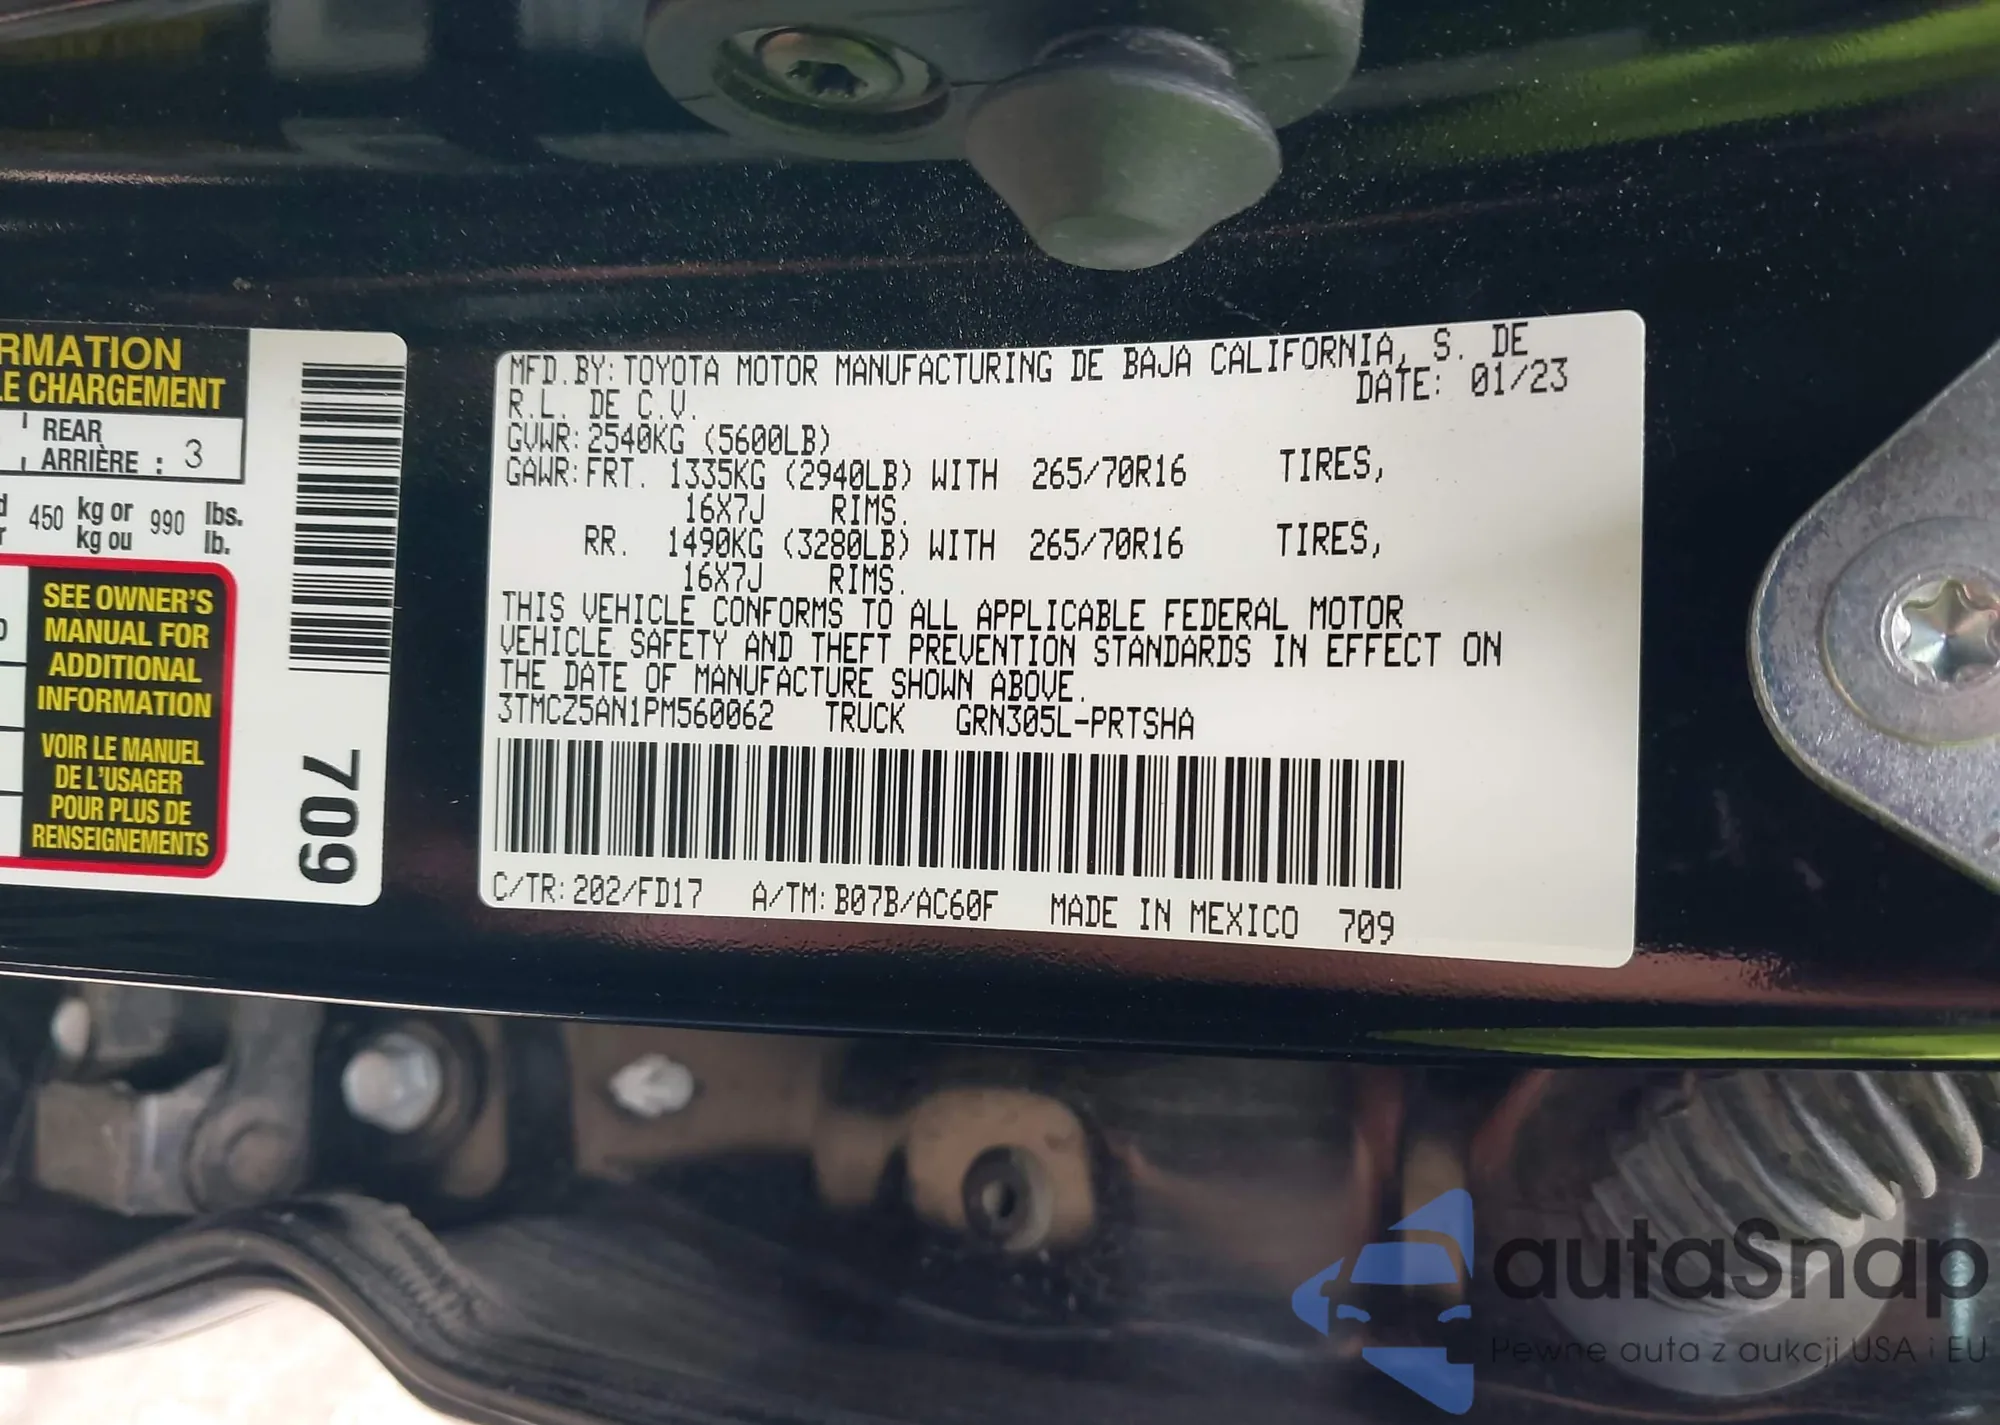 RMATION
LE CHARGEMENT
REAR
ARRIÈRE : 3
450 kg or 990 lbs.
kg ou lb.
SEE OWNER'S
MANUAL FOR
ADDITIONAL
INFORMATION
VOIR LE MANUEL
DE L'USAGER
POUR PLUS DE
RENSEIGNEMENTS
709
MFD.BY: TOYOTA MOTOR MANUFACTURING DE BAJA CALIFORNIA, S. DE
R.L. DE C.V. DATE: 01/23
GVWR: 2540KG (5600LB)
GAWR: FRT. 1335KG (2940LB) WITH 265/70R16 TIRES,
16X7J RIMS.
RR. 1490KG (3280LB) WITH 265/70R16 TIRES,
16X7J RIMS.
THIS VEHICLE CONFORMS TO ALL APPLICABLE FEDERAL MOTOR
VEHICLE SAFETY AND THEFT PREVENTION STANDARDS IN EFFECT ON
THE DATE OF MANUFACTURE SHOWN ABOVE.
3TMCZ5AN1PM560062 TRUCK GRN305L-PRTSHA
C/TR: 202/FD17 A/TM: B07B/AC60F MADE IN MEXICO 709
autaSnap
Pewne auta z aukcji USA i EU